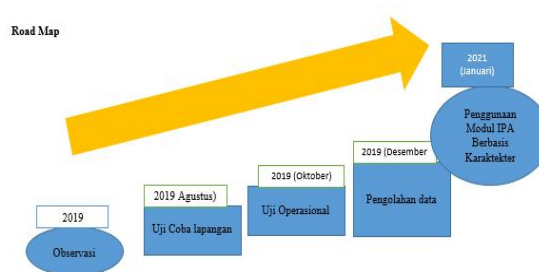 Road Map
2019
Observasi
2019 Agustus)
Uji Coba lapangan
2019 (Oktober)
Uji Operasional
2019 (Desember
Pengolahan data
2021
(Januari)
Penggunaan
Modul IPA
Berbasis
Karaktekter